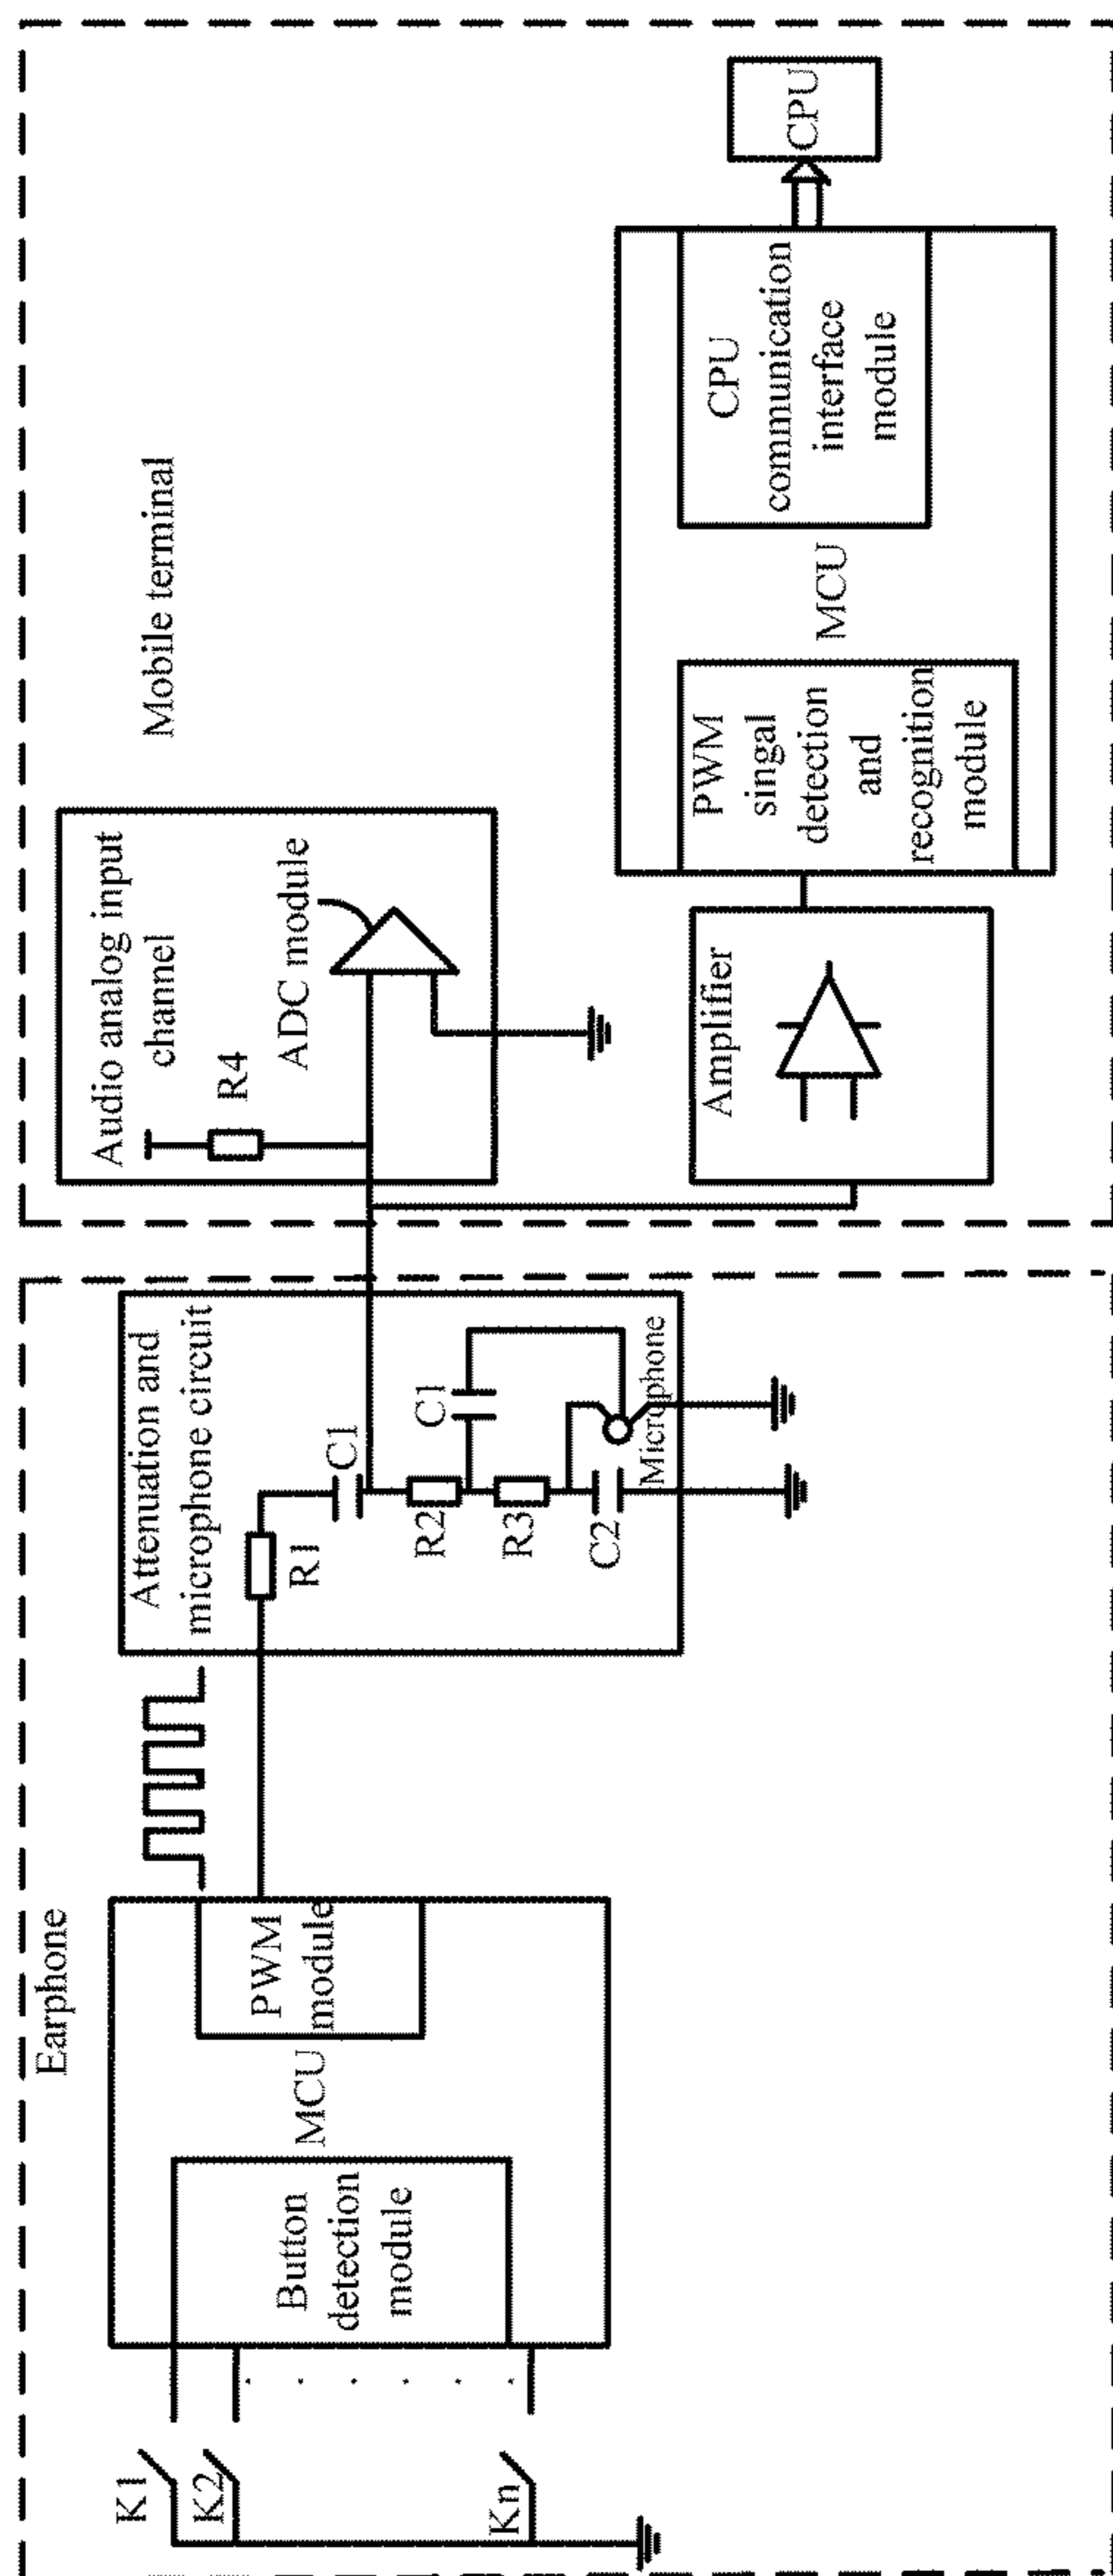 Earphone
K1
K2
Kn
Button
detection
module
MCU
PWM
module
Attenuation and
microphone circuit
R1
C1
R2
C1
R3
C2
Microphone
Mobile terminal
Audio analog input
channel
R4
ADC module
Amplifier
PWM
singal
detection
and
recognition
module
MCU
CPU
communication
interface
module
CPU